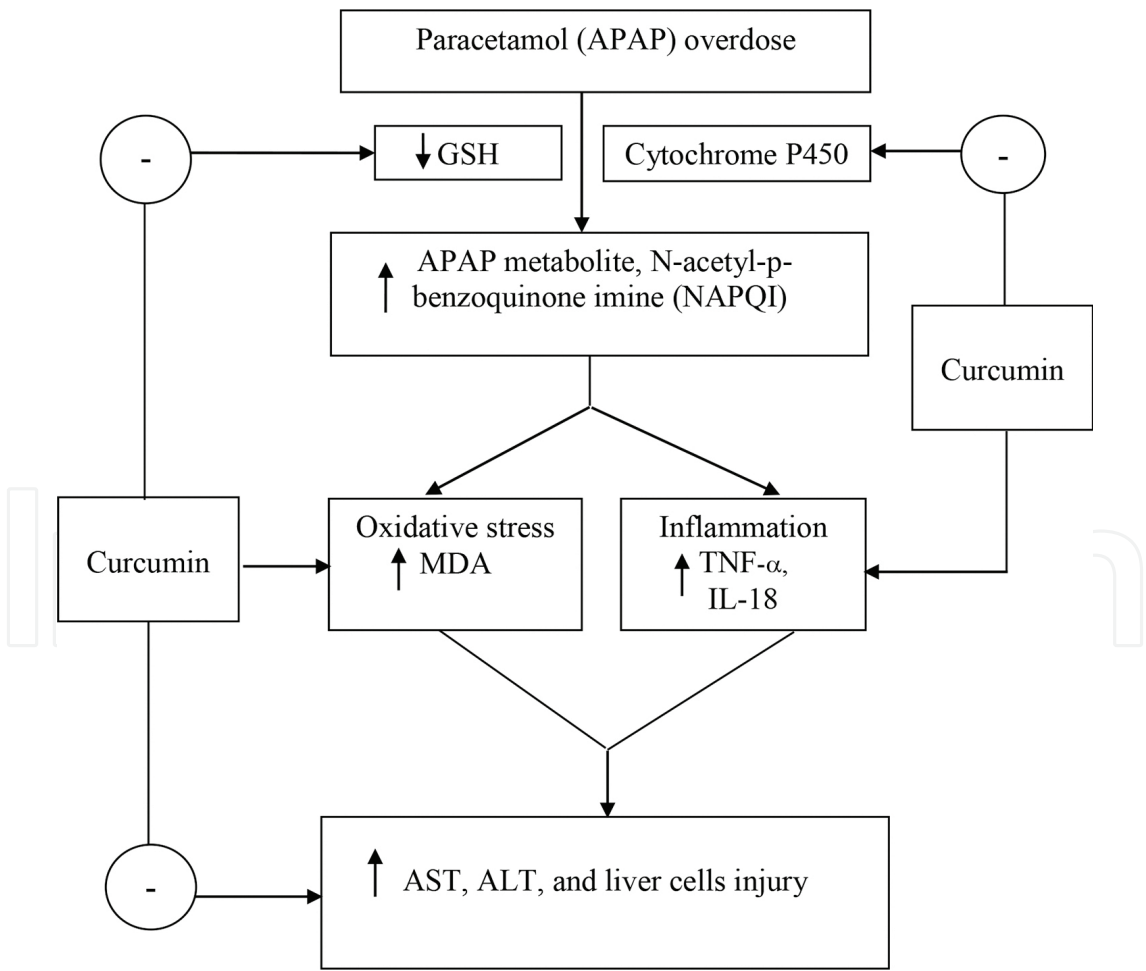 Paracetamol (APAP) overdose
-
↓ GSH
Cytochrome P450
-
↑ APAP metabolite, N-acetyl-p-
benzoquinone imine (NAPQI)
Curcumin
Curcumin
Oxidative stress
↑ MDA
Inflammation
↑ TNF-α,
IL-18
-
↑ AST, ALT, and liver cells injury